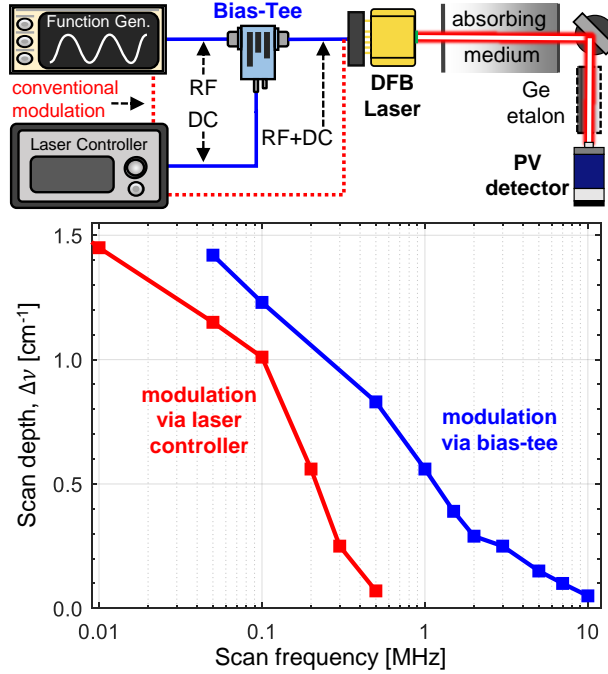 Function Gen.
Bias-Tee
absorbing
medium
DFB
Laser
conventional
modulation
RF
DC
RF+DC
Ge
etalon
Laser Controller
PV
detector
1.5
1.0
0.5
0.0
Scan depth, Δν [cm⁻¹]
modulation
via laser
controller
modulation
via bias-tee
0.01 0.1 1 10
Scan frequency [MHz]